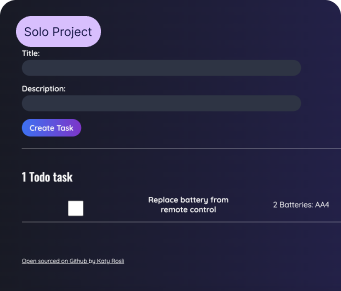 Solo Project
Title:
Description:
Create Task
1 Todo task
Replace battery from
remote control
2 Batteries: AA4
Open sourced on Github by Katy Rosli